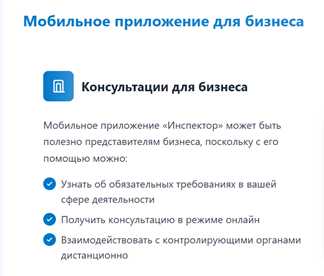 Мобильное приложение для бизнеса
Консультации для бизнеса
Мобильное приложение «Инспектор» может быть
полезно представителям бизнеса, поскольку с его
помощью можно:
Узнать об обязательных требованиях в вашей
сфере деятельности
Получить консультацию в режиме онлайн
Взаимодействовать с контролирующими органами
дистанционно